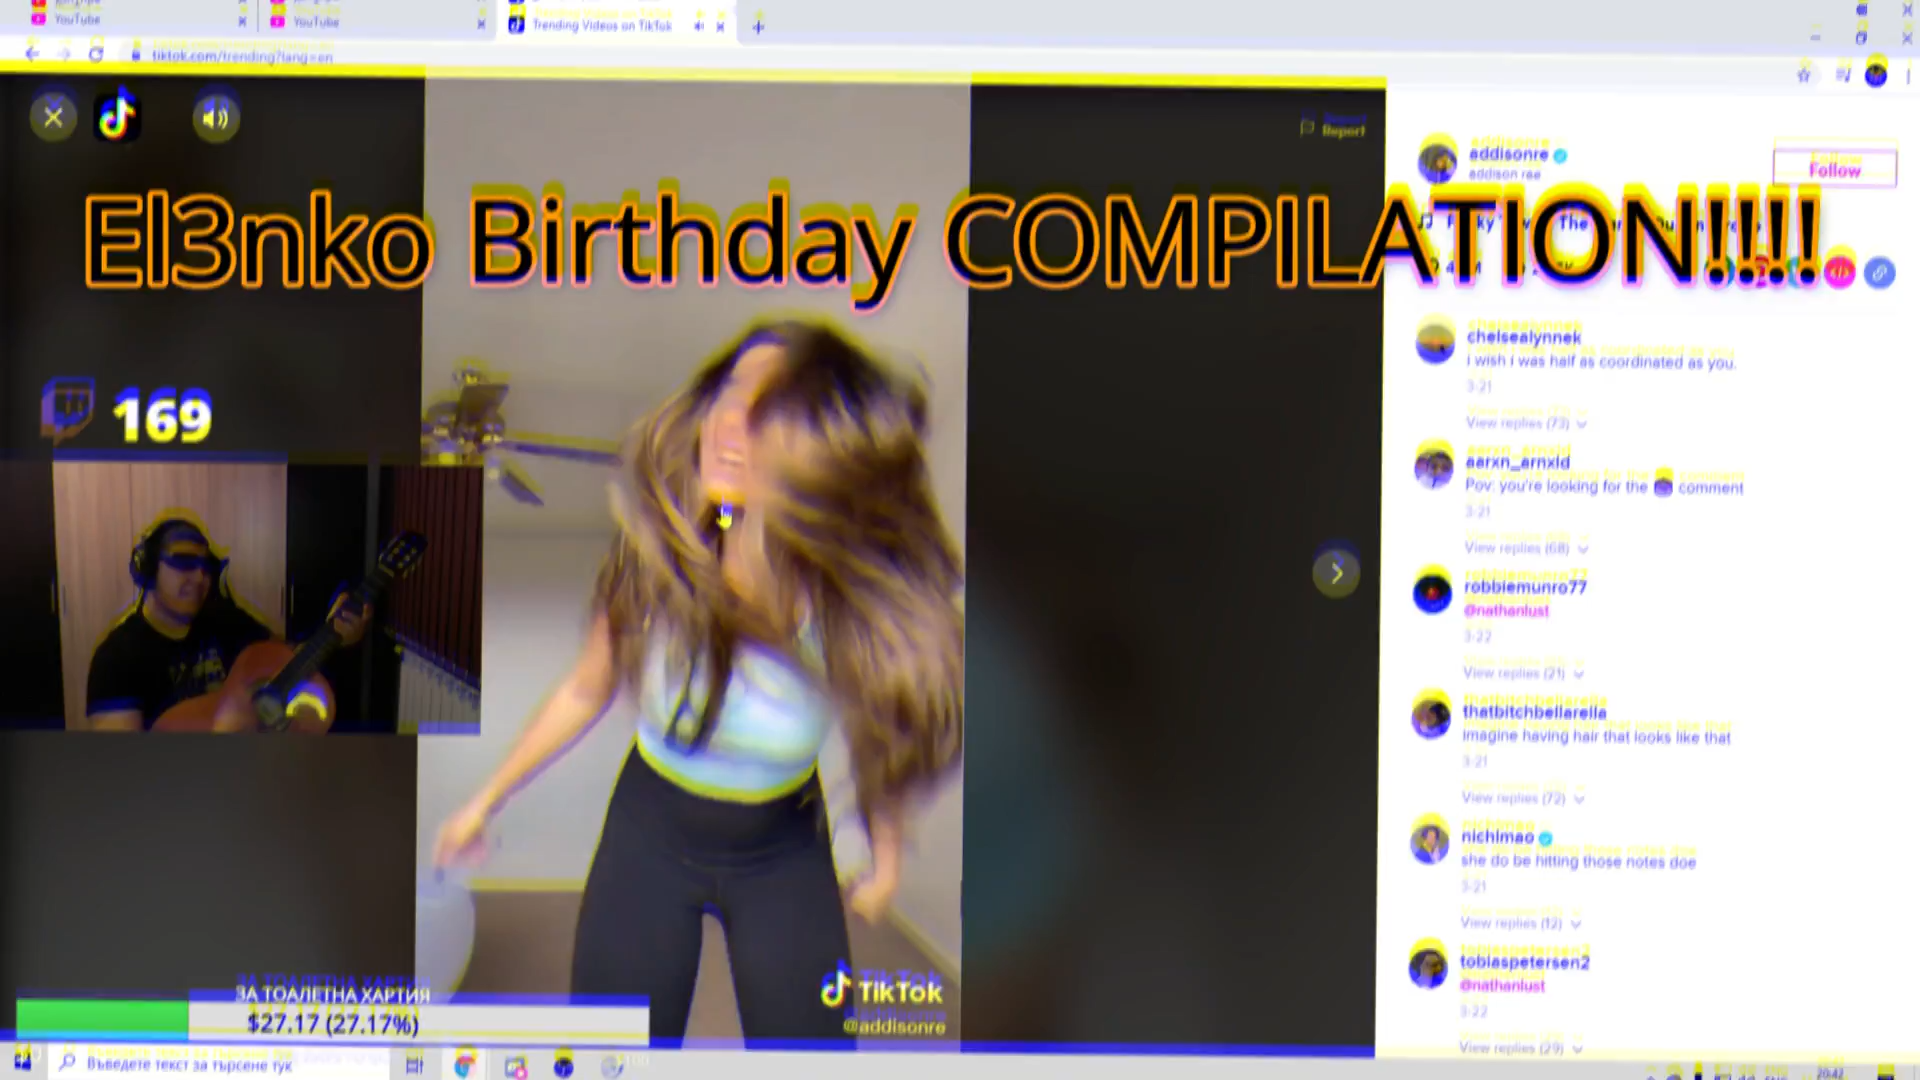 YouTube
YouTube
Trending Videos on TikTok
tiktok.com/trending?lang=en
Report
addisonre
addison rae
Follow
El3nko Birthday COMPILATION!!!!
169
chelsealynnek
i wish i was half as coordinated as you.
3-21
View replies (73)
aarxn_arnxld
Pov: you're looking for the comment
3-21
View replies (68)
robbiemunro77
@nathanlust
3-22
View replies (21)
thatbitchbellarella
imagine having hair that looks like that
3-21
View replies (72)
nichlmao
she do be hitting those notes doe
3-21
View replies (12)
tobiaspetersen2
@nathanlust
3-22
View replies (29)
TikTok
@addisonre
ЗА ТОАЛЕТНА ХАРТИЯ
$27.17 (27.17%)
Въведете текст за търсене тук
20:42